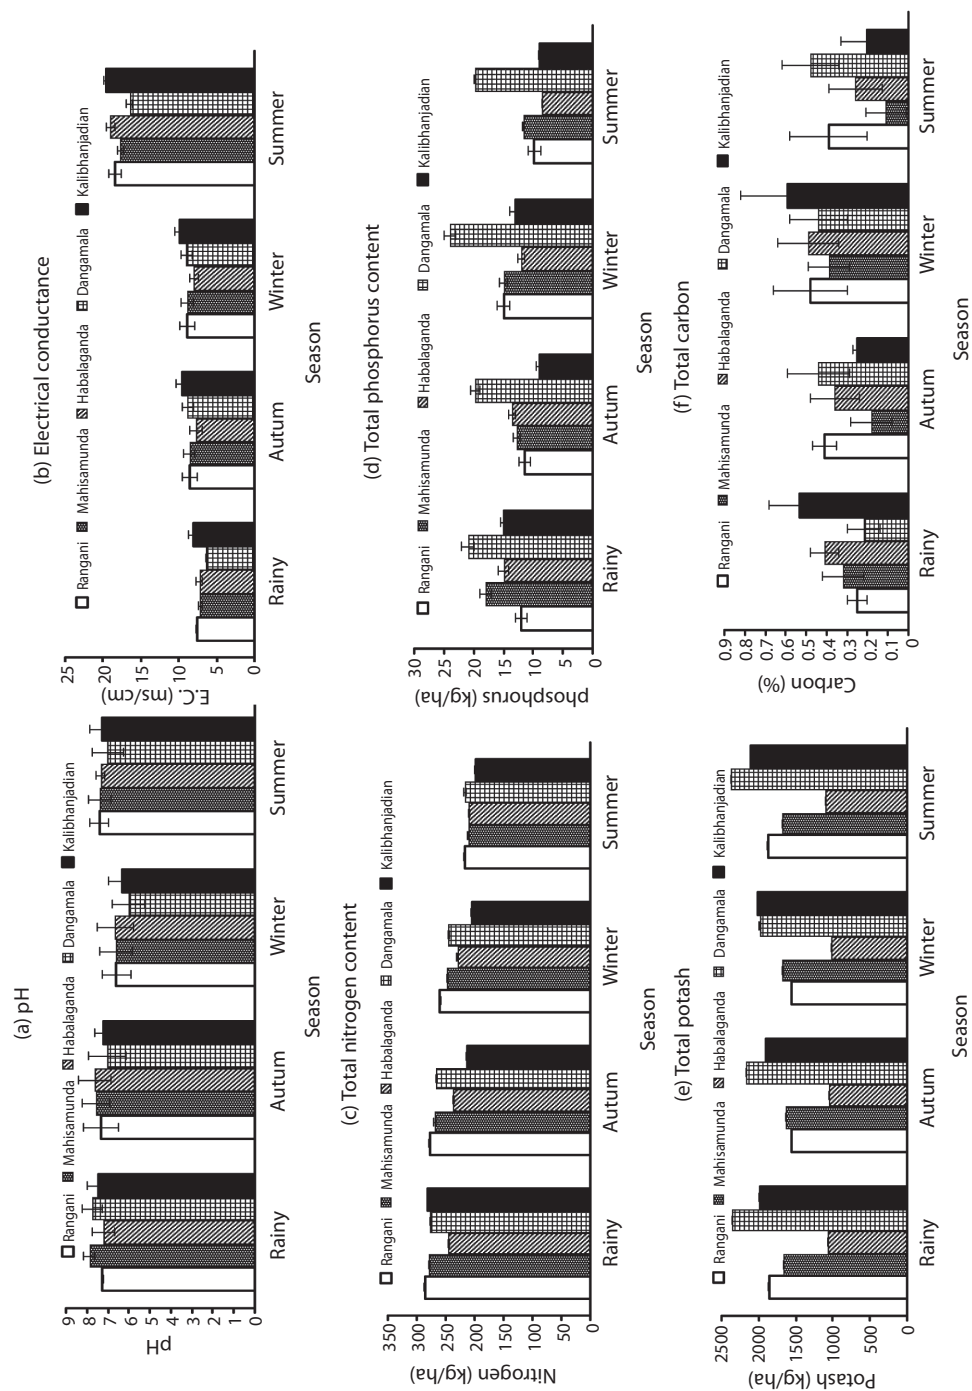 (a) pH
Rangani Mahisamunda Habalaganda Dangamala Kalibhanjadian
pH
9
8
7
6
5
4
3
2
1
0
Rainy Autum Winter Summer
Season
(b) Electrical conductance
Rangani Mahisamunda Habalaganda Dangamala Kalibhanjadian
E.C. (ms/cm)
25
20
15
10
5
0
Rainy Autum Winter Summer
Season
(c) Total nitrogen content
Rangani Mahisamunda Habalaganda Dangamala Kalibhanjadian
Nitrogen (kg/ha)
350
300
250
200
150
100
50
0
Rainy Autum Winter Summer
Season
(d) Total phosphorus content
Rangani Mahisamunda Habalaganda Dangamala Kalibhanjadian
phosphorus (kg/ha)
30
25
20
15
10
5
0
Rainy Autum Winter Summer
Season
(e) Total potash
Rangani Mahisamunda Habalaganda Dangamala Kalibhanjadian
Potash (kg/ha)
2500
2000
1500
1000
500
0
Rainy Autum Winter Summer
Season
(f) Total carbon
Rangani Mahisamunda Habalaganda Dangamala Kalibhanjadian
Carbon (%)
0.9
0.8
0.7
0.6
0.5
0.4
0.3
0.2
0.1
0
Rainy Autum Winter Summer
Season